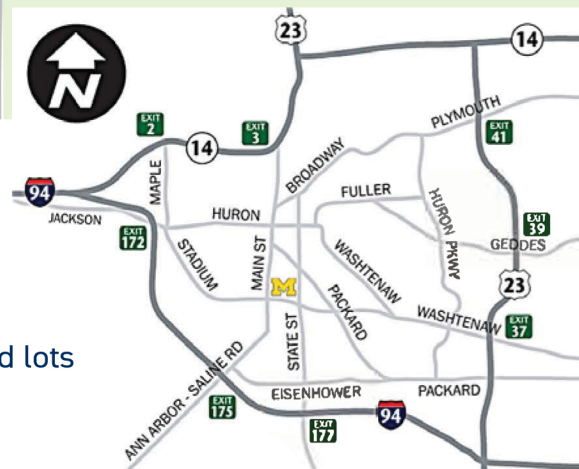 23
14
N
EXIT 2
EXIT 3
14
PLYMOUTH
EXIT 41
BROADWAY
94
MAPLE
FULLER
JACKSON
HURON
HURON PKWY
EXIT 39
EXIT 172
GEDDES
STADIUM
MAIN ST
WASHTENAW
23
M
PACKARD
WASHTENAW
EXIT 37
STATE ST
d lots
ANN ARBOR - SALINE RD
EISENHOWER
PACKARD
EXIT 175
94
EXIT 177